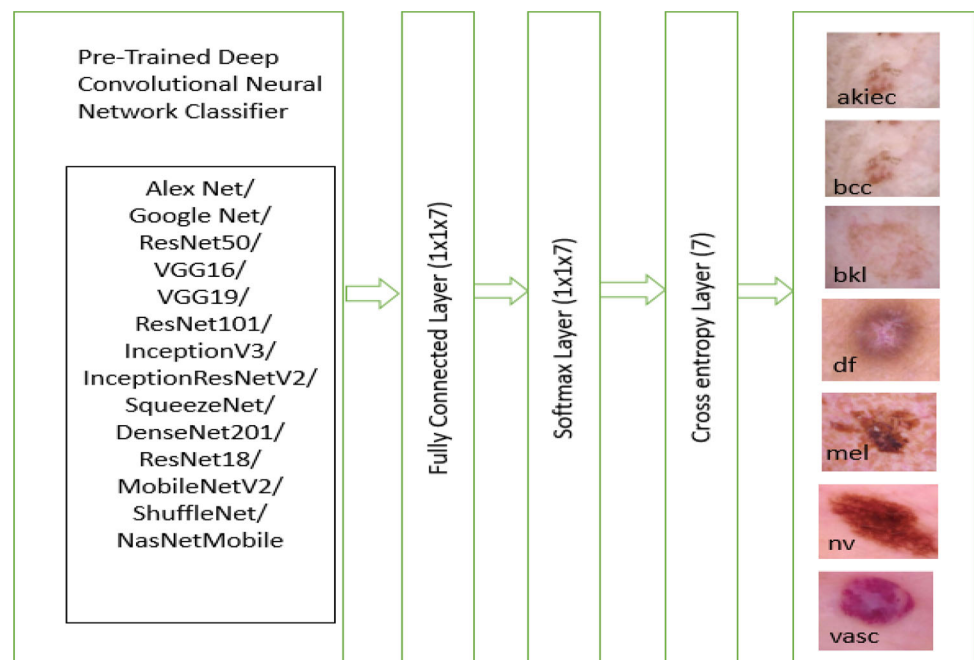 Pre-Trained Deep
Convolutional Neural
Network Classifier
Alex Net/
Google Net/
ResNet50/
VGG16/
VGG19/
ResNet101/
InceptionV3/
InceptionResNetV2/
SqueezeNet/
DenseNet201/
ResNet18/
MobileNetV2/
ShuffleNet/
NasNetMobile
Fully Connected Layer (1x1x7)
Softmax Layer (1x1x7)
Cross entropy Layer (7)
akiec
bcc
bkl
df
mel
nv
vasc